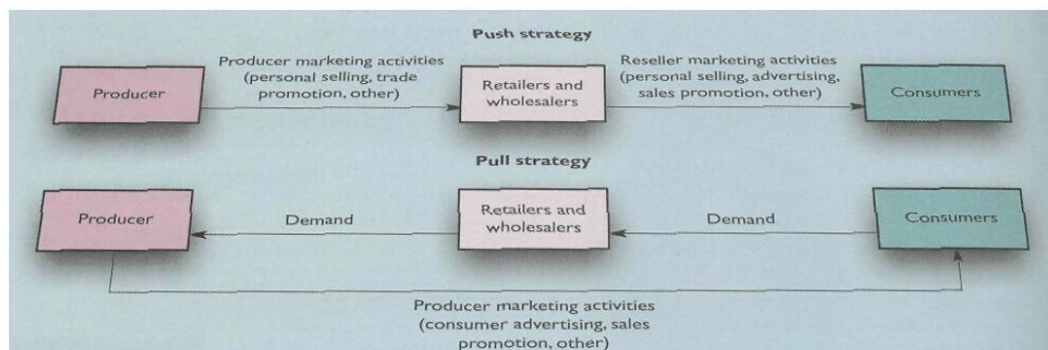 Push strategy
Producer marketing activities
(personal selling, trade
promotion, other)
Reseller marketing activities
(personal selling, advertising,
sales promotion, other)
Producer
Retailers and
wholesalers
Consumers
Pull strategy
Producer
Demand
Retailers and
wholesalers
Demand
Consumers
Producer marketing activities
(consumer advertising, sales
promotion, other)